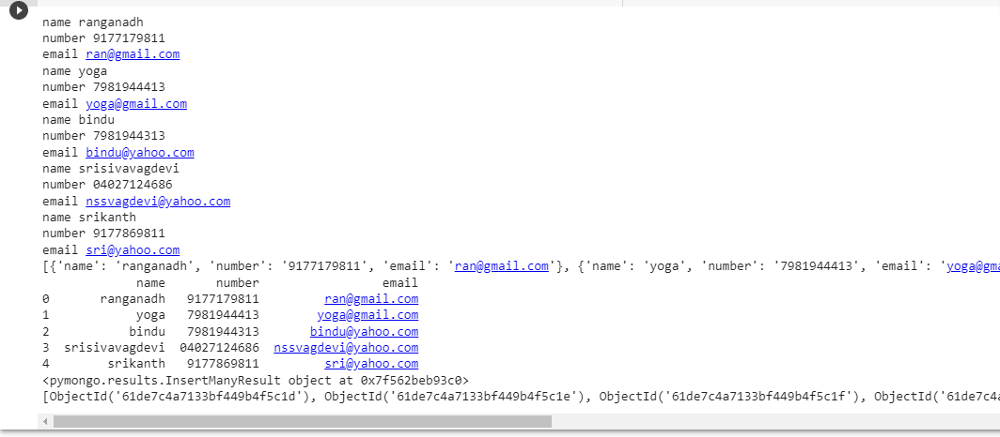 name ranganadh
number 9177179811
email ran@gmail.com
name yoga
number 7981944413
email yoga@gmail.com
name bindu
number 7981944313
email bindu@yahoo.com
name srisivavagdevi
number 04027124686
email nssvagdevi@yahoo.com
name srikanth
number 9177869811
email sri@yahoo.com
[{'name': 'ranganadh', 'number': '9177179811', 'email': 'ran@gmail.com'}, {'name': 'yoga', 'number': '7981944413', 'email': 'yoga@gma
name number email
0 ranganadh 9177179811 ran@gmail.com
1 yoga 7981944413 yoga@gmail.com
2 bindu 7981944313 bindu@yahoo.com
3 srisivavagdevi 04027124686 nssvagdevi@yahoo.com
4 srikanth 9177869811 sri@yahoo.com
<pymongo.results.InsertManyResult object at 0x7f562beb93c0>
[ObjectId('61de7c4a7133bf449b4f5c1d'), ObjectId('61de7c4a7133bf449b4f5c1e'), ObjectId('61de7c4a7133bf449b4f5c1f'), ObjectId('61de7c4a